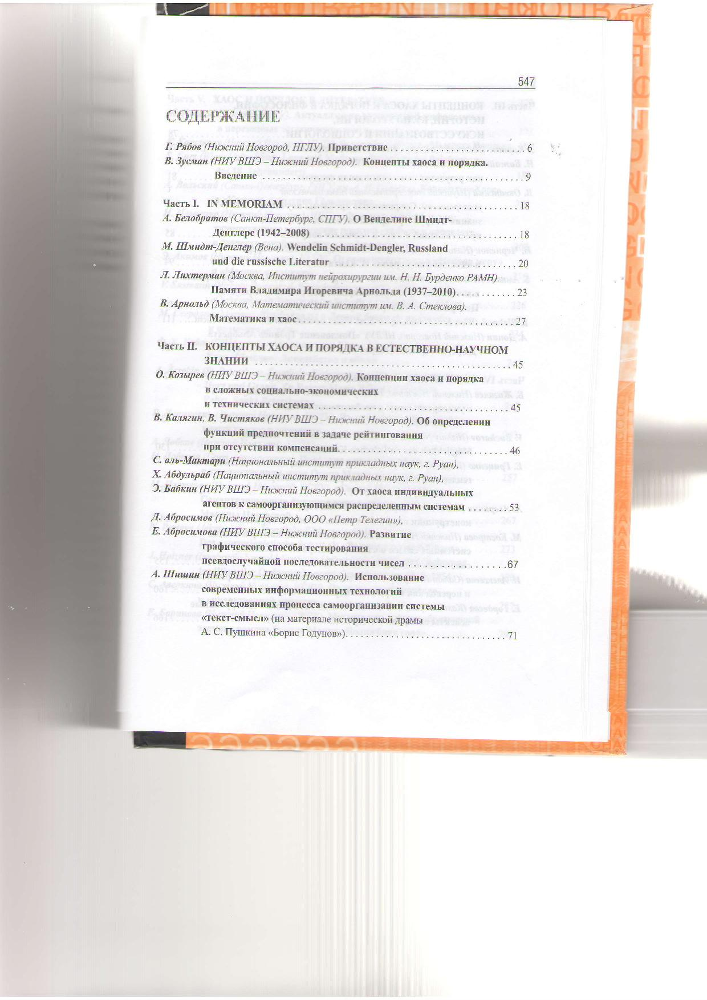 547
СОДЕРЖАНИЕ
Г. Рябов (Нижний Новгород, НГЛУ). Приветствие . . . . . . . . . . . . . . . . . . . . . . . . . 6
В. Зусман (НИУ ВШЭ – Нижний Новгород). Концепты хаоса и порядка.
Введение . . . . . . . . . . . . . . . . . . . . . . . . . . . . . . . . . . . . . . . . . . . . . . . . . 9
Часть I. IN MEMORIAM . . . . . . . . . . . . . . . . . . . . . . . . . . . . . . . . . . . . . . . . . . . 18
А. Белобратов (Санкт-Петербург, СПГУ). О Венделине Шмидт-
Денглере (1942–2008) . . . . . . . . . . . . . . . . . . . . . . . . . . . . . . . . . . . . . 18
М. Шмидт-Денглер (Вена). Wendelin Schmidt-Dengler, Russland
und die russische Literatur . . . . . . . . . . . . . . . . . . . . . . . . . . . . . . . . . . 20
Л. Лихтерман (Москва, Институт нейрохирургии им. Н. Н. Бурденко РАМН).
Памяти Владимира Игоревича Арнольда (1937–2010). . . . . . . . . . . 23
В. Арнольд (Москва, Математический институт им. В. А. Стеклова).
Математика и хаос. . . . . . . . . . . . . . . . . . . . . . . . . . . . . . . . . . . . . . . . 27
Часть II. КОНЦЕПТЫ ХАОСА И ПОРЯДКА В ЕСТЕСТВЕННО-НАУЧНОМ
ЗНАНИИ . . . . . . . . . . . . . . . . . . . . . . . . . . . . . . . . . . . . . . . . . . . . . . . 45
О. Козырев (НИУ ВШЭ – Нижний Новгород). Концепции хаоса и порядка
в сложных социально-экономических
и технических системах . . . . . . . . . . . . . . . . . . . . . . . . . . . . . . . . . . . . 45
В. Калягин, В. Чистяков (НИУ ВШЭ – Нижний Новгород). Об определении
функций предпочтений в задаче рейтингования
при отсутствии компенсаций. . . . . . . . . . . . . . . . . . . . . . . . . . . . . . . . 46
С. аль-Мактари (Национальный институт прикладных наук, г. Руан),
Х. Абдульраб (Национальный институт прикладных наук, г. Руан),
Э. Бабкин (НИУ ВШЭ – Нижний Новгород). От хаоса индивидуальных
агентов к самоорганизующимся распределенным системам . . . . . . . . 53
Д. Абросимов (Нижний Новгород, ООО «Петр Телегин»),
Е. Абросимова (НИУ ВШЭ – Нижний Новгород). Развитие
графического способа тестирования
псевдослучайной последовательности чисел . . . . . . . . . . . . . . . . . . 67
А. Шишин (НИУ ВШЭ – Нижний Новгород). Использование
современных информационных технологий
в исследованиях процесса самоорганизации системы
«текст-смысл» (на материале исторической драмы
А. С. Пушкина «Борис Годунов»). . . . . . . . . . . . . . . . . . . . . . . . . . . . . . 71